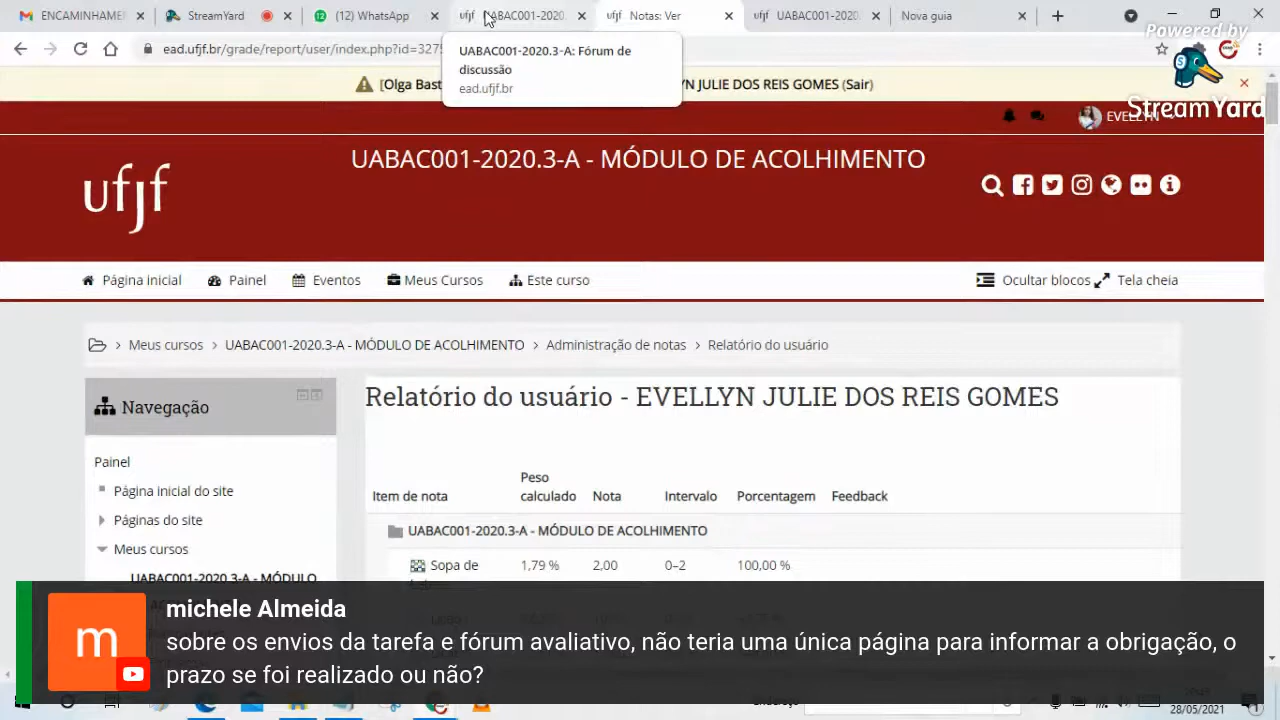 ENCAMINHAME
StreamYard
(12) WhatsApp
UABAC001-2020.
Notas: Ver
UABAC001-2020.
Nova guia
ead.ufjf.br/grade/report/user/index.php?id=327
UABAC001-2020.3-A: Fórum de
discussão
ead.ufjf.br
Powered by
StreamYard
[Olga Bast
YN JULIE DOS REIS GOMES (Sair)
EVELLYN
ufjf
UABAC001-2020.3-A - MÓDULO DE ACOLHIMENTO
Página inicial
Painel
Eventos
Meus Cursos
Este curso
Ocultar blocos
Tela cheia
Meus cursos > UABAC001-2020.3-A - MÓDULO DE ACOLHIMENTO > Administração de notas > Relatório do usuário
Navegação
Painel
Página inicial do site
Páginas do site
Meus cursos
UABAC001-2020.3-A - MÓDULO
Relatório do usuário - EVELLYN JULIE DOS REIS GOMES
Item de nota
Peso
calculado
Nota
Intervalo
Porcentagem
Feedback
UABAC001-2020.3-A - MÓDULO DE ACOLHIMENTO
Sopa de
1,79 %
2,00
0–2
100,00 %
m
michele Almeida
sobre os envios da tarefa e fórum avaliativo, não teria uma única página para informar a obrigação, o
prazo se foi realizado ou não?
28/05/2021